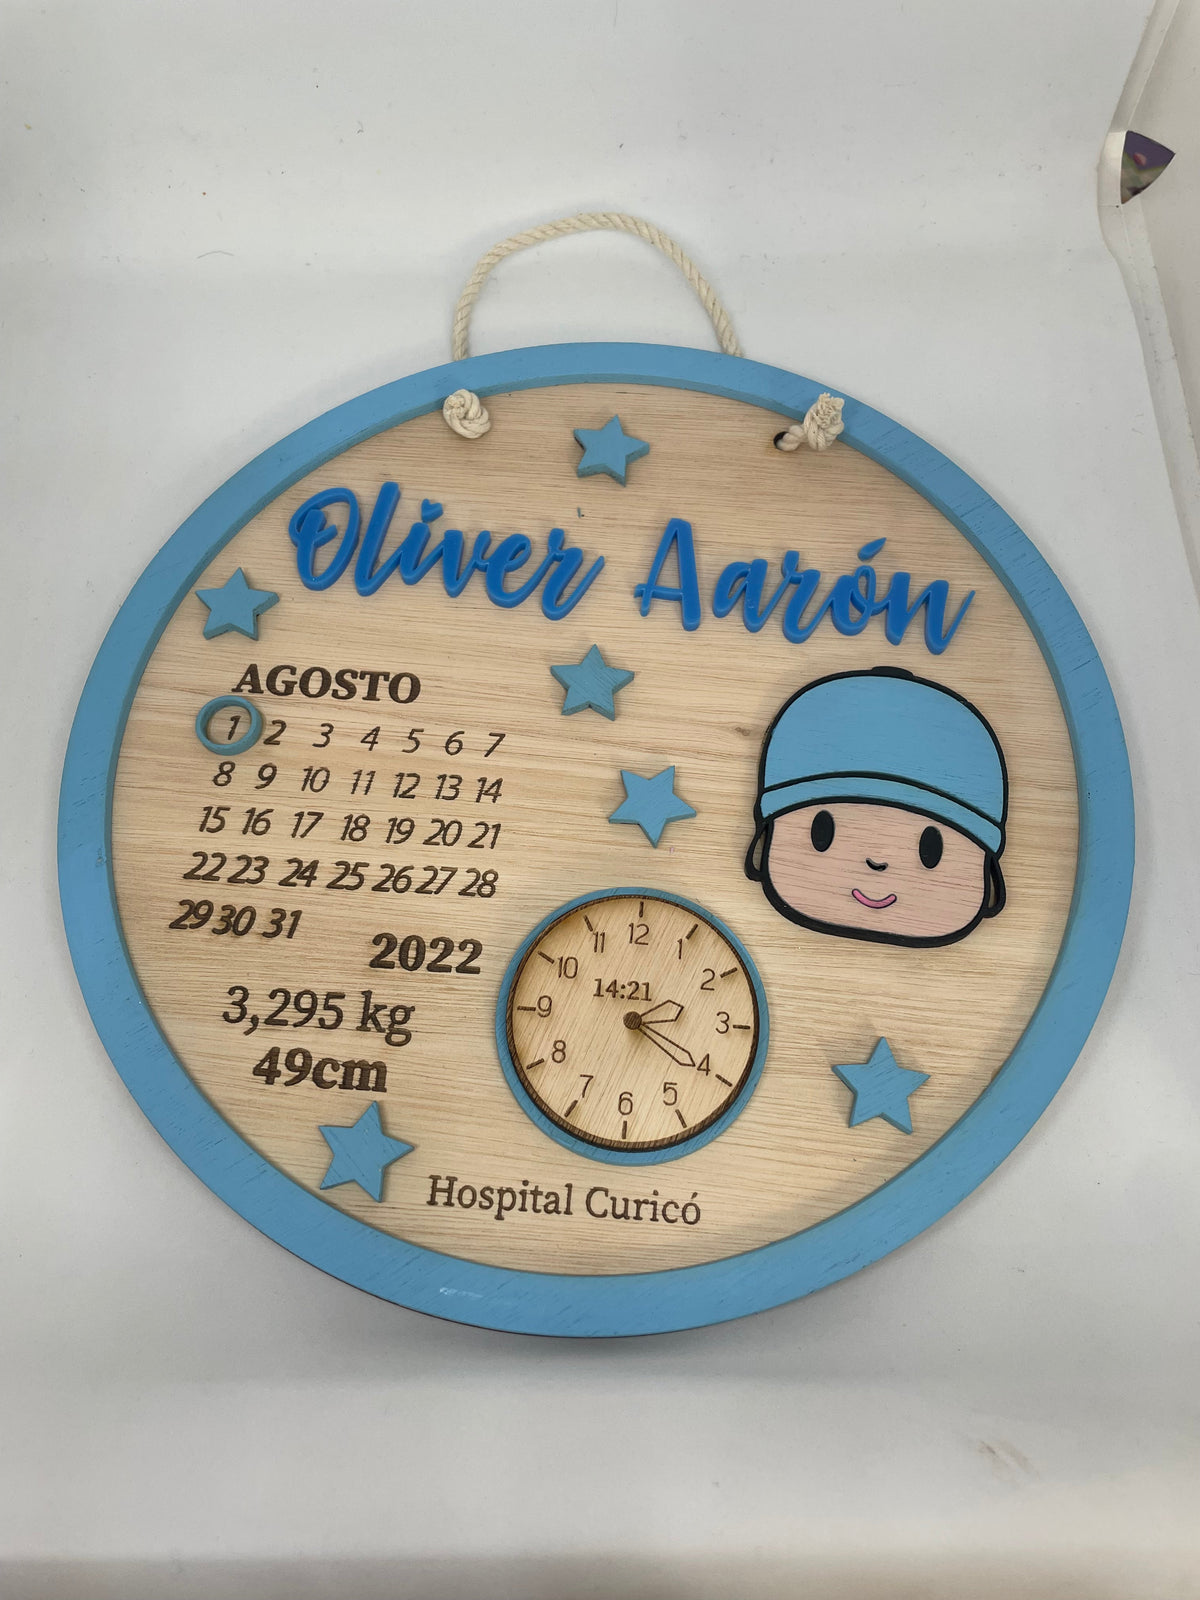 Oliver Aarón
AGOSTO
1 2 3 4 5 6 7
8 9 10 11 12 13 14
15 16 17 18 19 20 21
22 23 24 25 26 27 28
29 30 31
2022
3,295 kg
49cm
12
11 1
10 2
14:21
9 3
8 4
7 5
6
Hospital Curicó